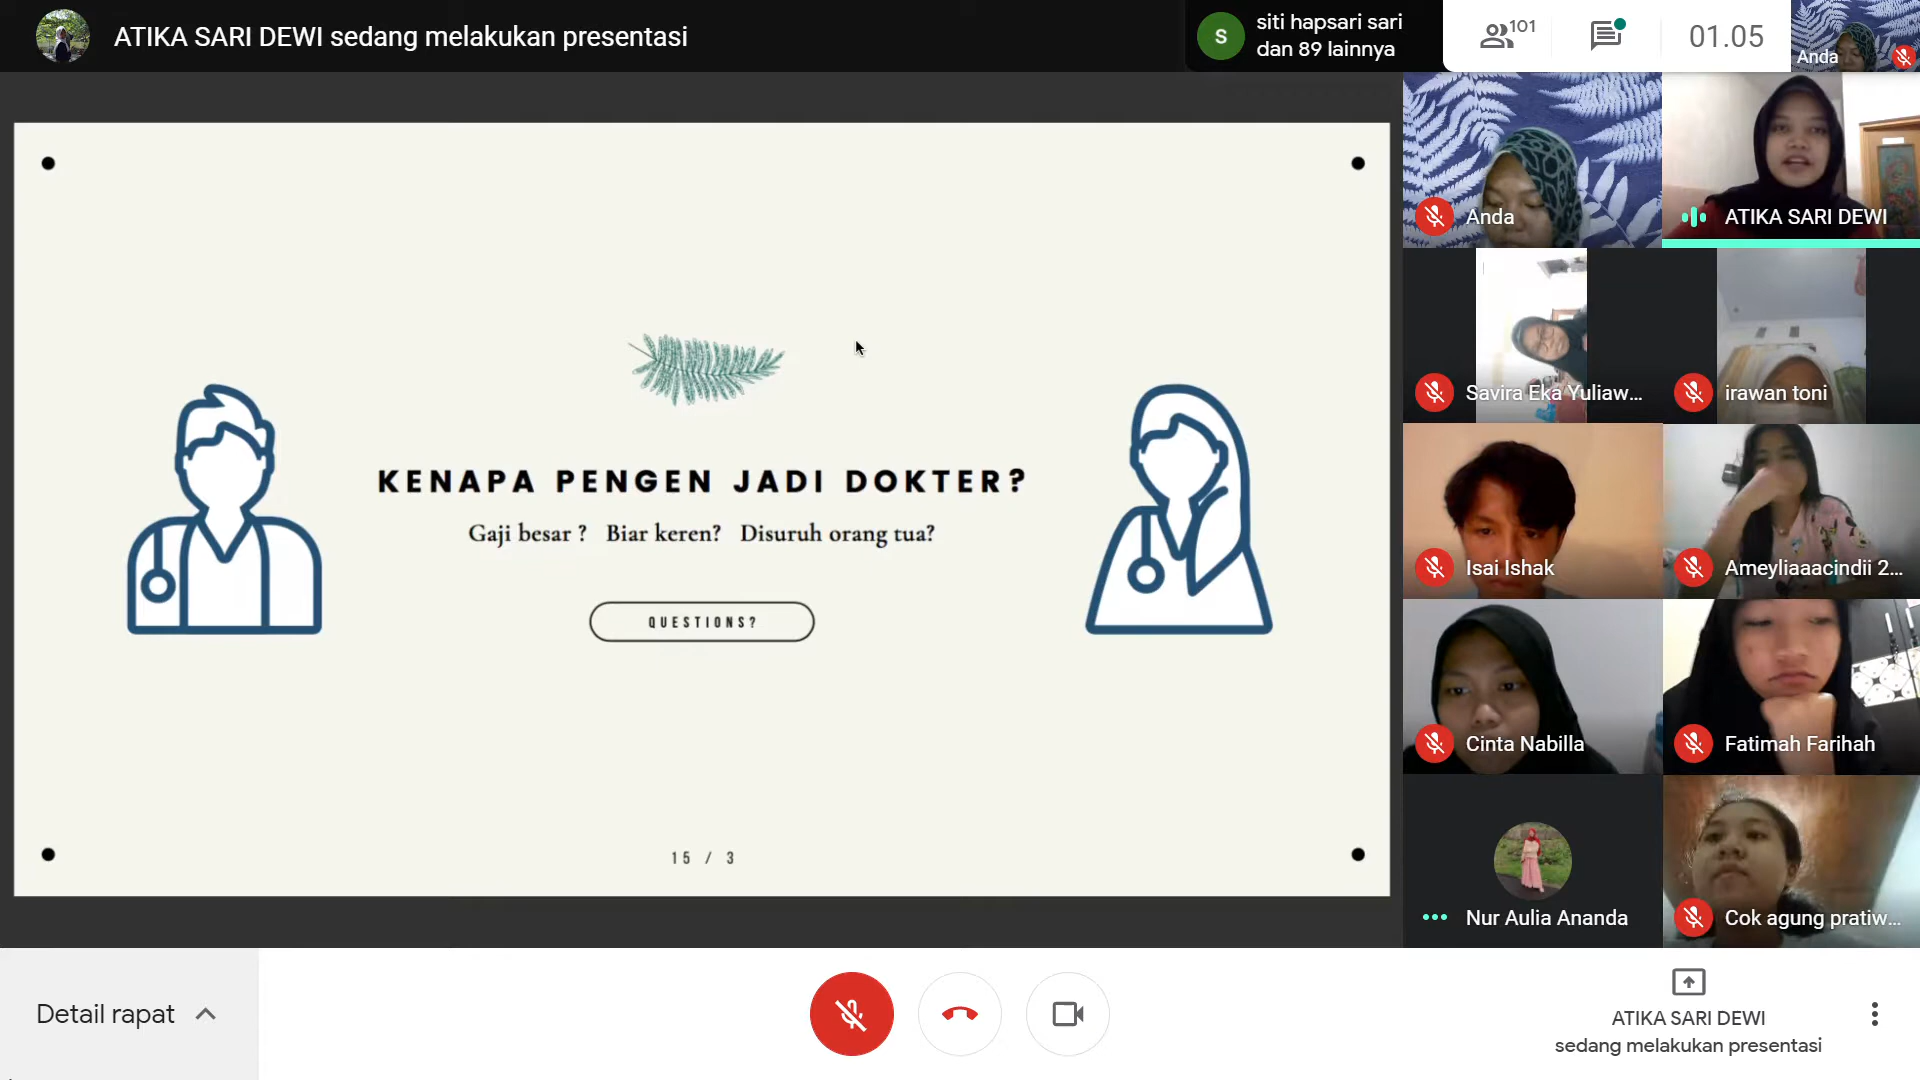 ATIKA SARI DEWI sedang melakukan presentasi
S
siti hapsari sari
dan 89 lainnya
101
01.05
Anda
KENAPA PENGEN JADI DOKTER?
Gaji besar ? Biar keren? Disuruh orang tua?
QUESTIONS?
15 / 3
Anda
ATIKA SARI DEWI
Savira Eka Yuliaw...
irawan toni
Isai Ishak
Ameyliaaacindii 2...
Cinta Nabilla
Fatimah Farihah
Nur Aulia Ananda
Cok agung pratiw...
Detail rapat
ATIKA SARI DEWI
sedang melakukan presentasi